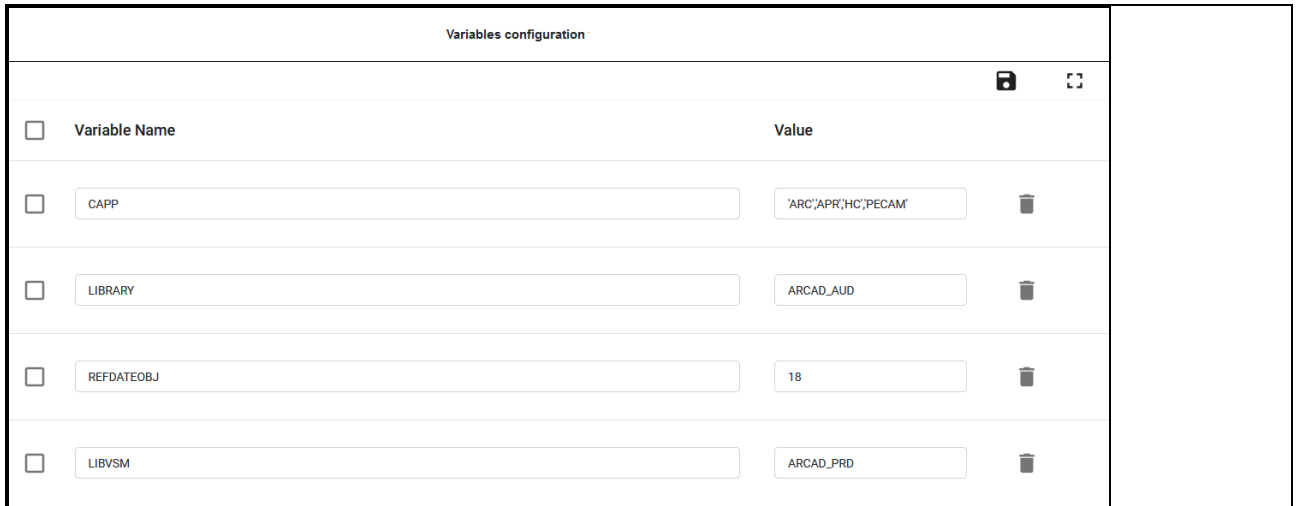 Variables configuration
Variable Name Value
CAPP 'ARC','APR','HC','PECAM'
LIBRARY ARCAD_AUD
REFDATEOBJ 18
LIBVSM ARCAD_PRD